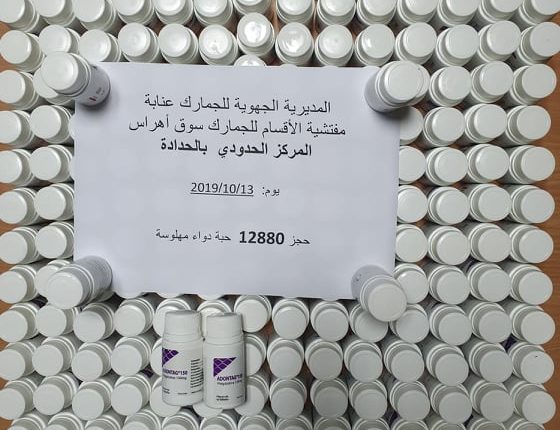 المديرية الجهوية للجمارك عنابة
مفتشية الأقسام للجمارك سوق أهراس
المركز الحدودي بالحدادة
يوم: 2019/10/13
حجز 12880 حبة دواء مهلوسة